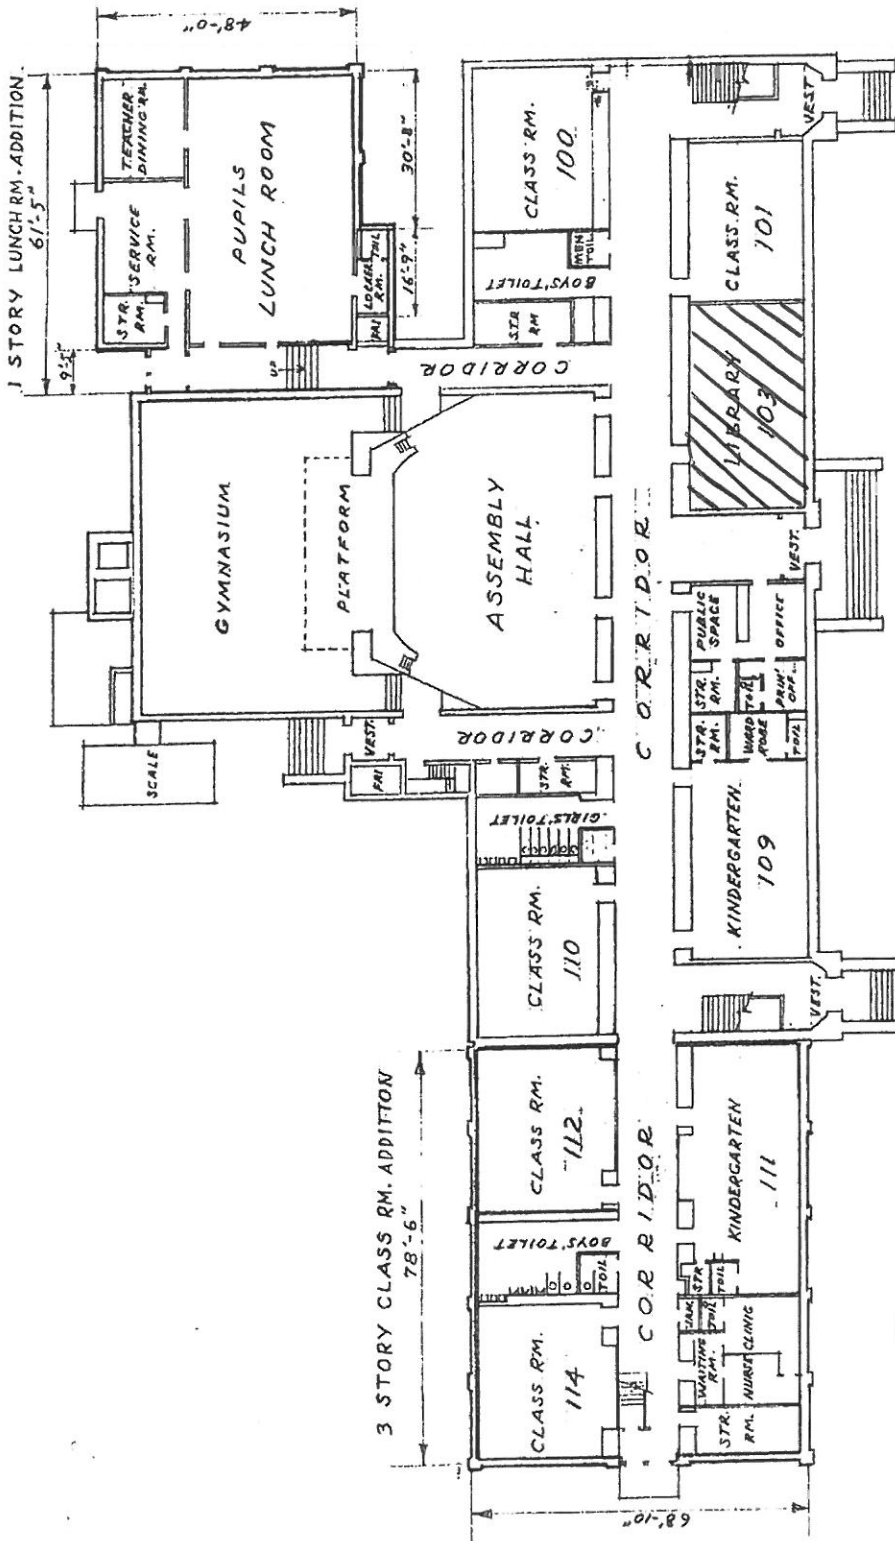 1 STORY LUNCH RM. ADDITION
61'-5"
9'-5"
48'-0"
TEACHER
DINING RM.
SERVICE
RM.
STR.
RM.
PUPILS
LUNCH ROOM
LOCKER
RM.
TOIL
FAI
30'-8"
16'-9"
UP
CORRIDOR
SCALE
GYMNASIUM
PLATFORM
ASSEMBLY
HALL
VEST.
FAI
CORRIDOR
3 STORY CLASS RM. ADDITION
78'-6"
68'-10"
CLASS RM.
114
BOYS' TOILET
TOIL
CLASS RM.
112
CLASS RM.
110
GIRLS' TOILET
STR.
RM.
STR
RM
BOYS' TOILET
MEN
TOIL
CLASS RM.
100
CORRIDOR
CORRIDOR
STR.
RM.
WAITING
RM.
NURSE
CLINIC
JAN.
TOIL
STR
TOIL
KINDERGARTEN
111
VEST.
KINDERGARTEN
109
STR.
RM.
WARD
ROBE
TOIL
STR.
RM.
TOIL
PRIN'
OFF.
PUBLIC
SPACE
OFFICE
VEST.
LIBRARY
103
CLASS RM.
101
VEST